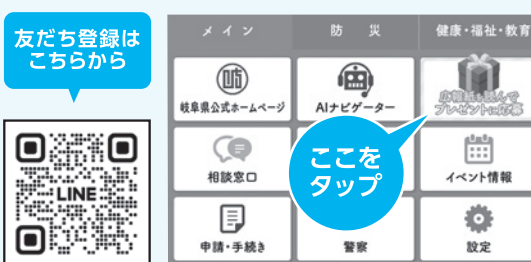 友だち登録は
こちらから
LINE
メイン
防 災
健康・福祉・教育
岐阜県公式ホームページ
AIナビゲーター
広報紙を読んで
プレゼントに応募
相談窓口
ここを
タップ
イベント情報
申請・手続き
警察
設定